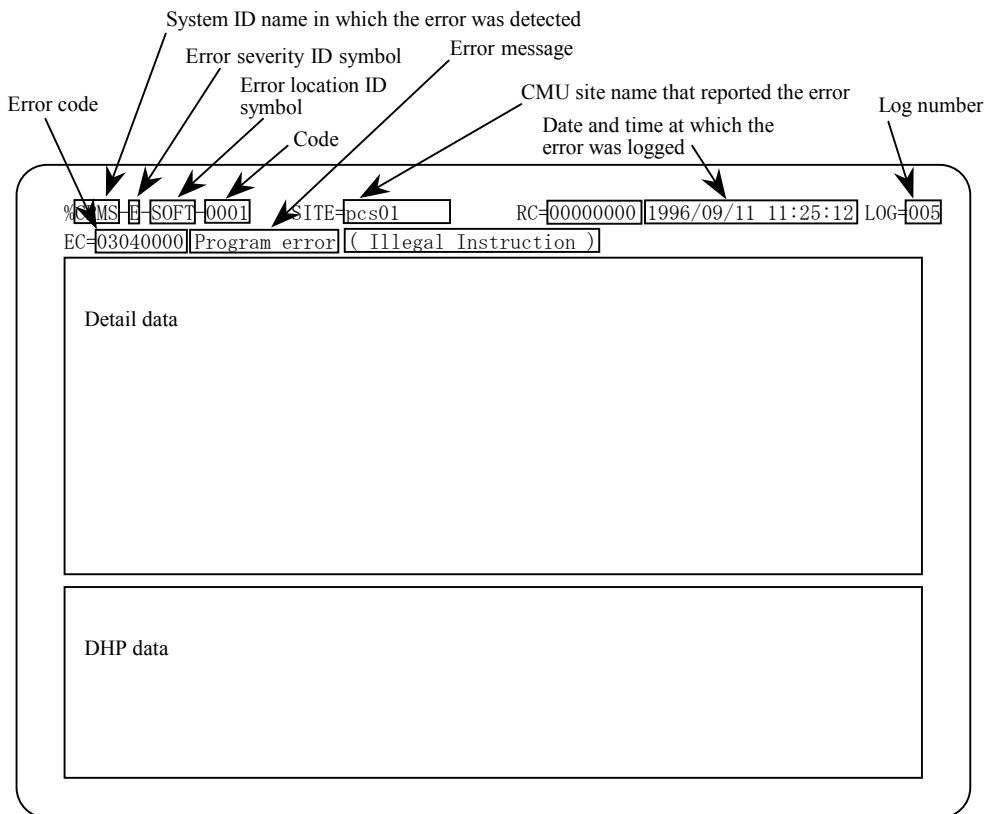 System ID name in which the error was detected
Error severity ID symbol
Error message
Error location ID
symbol
CMU site name that reported the error
Error code
Log number
Date and time at which the
error was logged
Code
%CPMS-E-SOFT-0001 SITE=pcs01 RC=00000000 1996/09/11 11:25:12 LOG=005
EC=03040000 Program error ( Illegal Instruction )
Detail data
DHP data